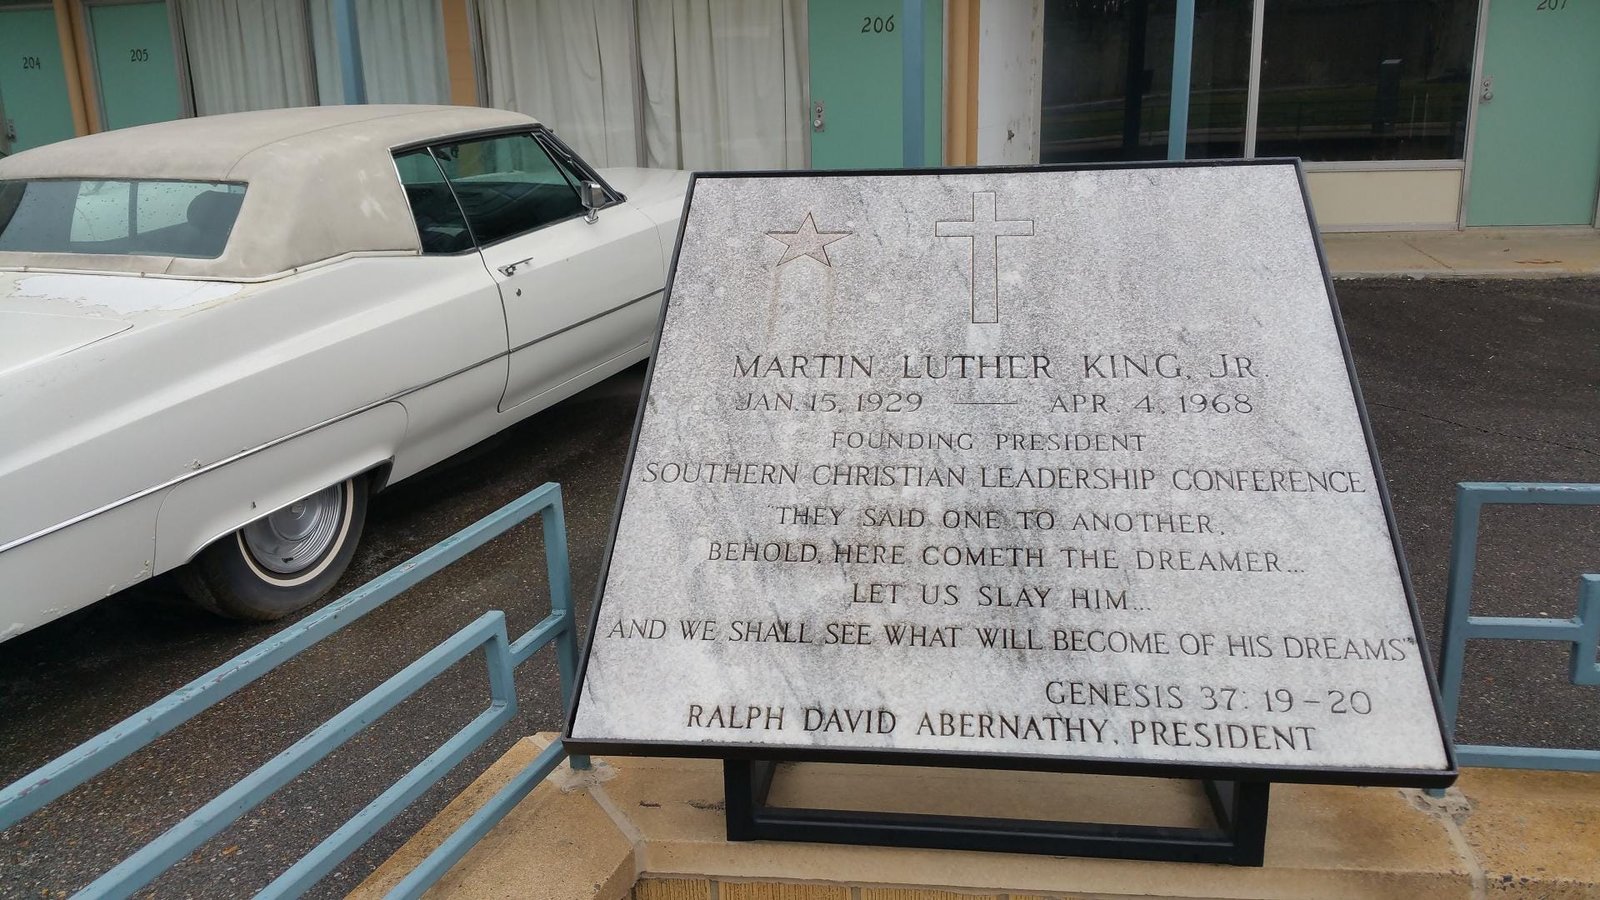 204
205
206
207
MARTIN LUTHER KING, JR.
JAN. 15, 1929 — APR. 4, 1968
FOUNDING PRESIDENT
SOUTHERN CHRISTIAN LEADERSHIP CONFERENCE
"THEY SAID ONE TO ANOTHER,
BEHOLD, HERE COMETH THE DREAMER...
LET US SLAY HIM...
AND WE SHALL SEE WHAT WILL BECOME OF HIS DREAMS"
GENESIS 37: 19-20
RALPH DAVID ABERNATHY, PRESIDENT